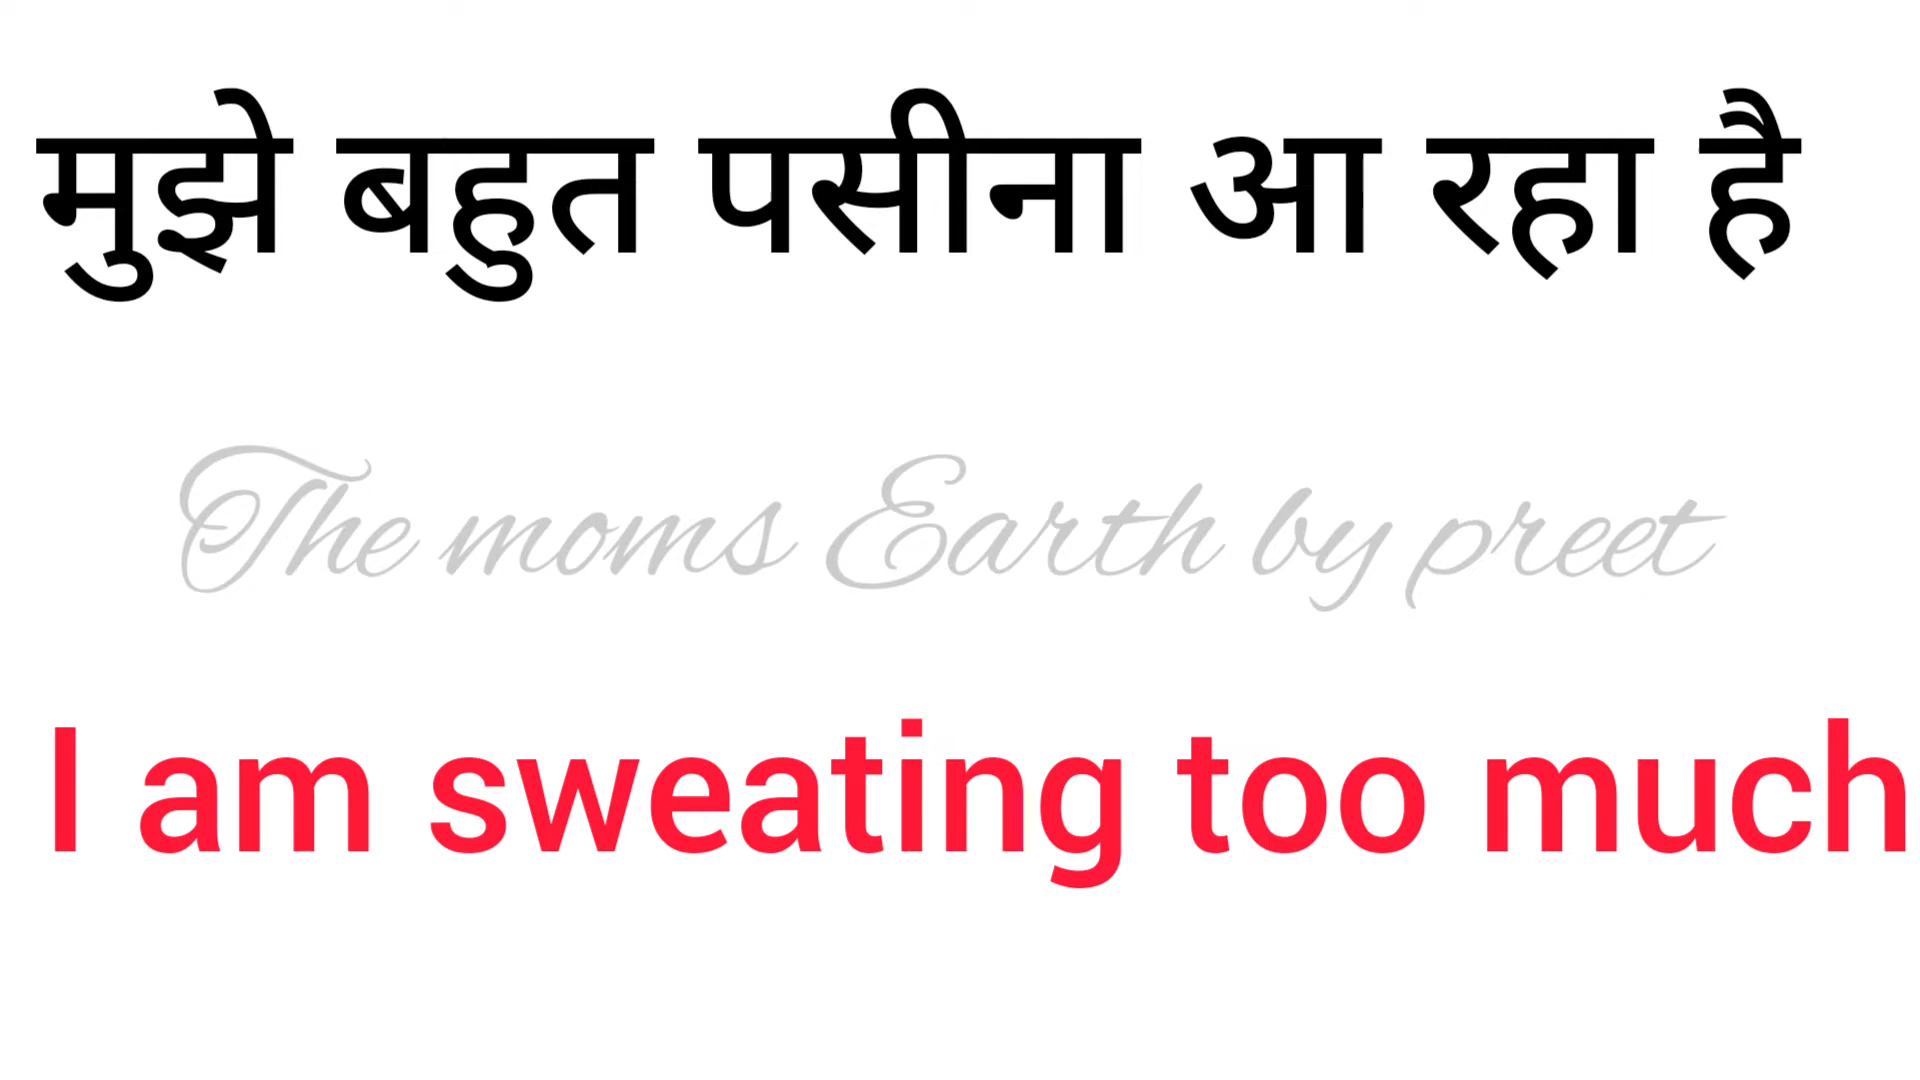 मुझे बहुत पसीना आ रहा है
The moms Earth by preet
I am sweating too much